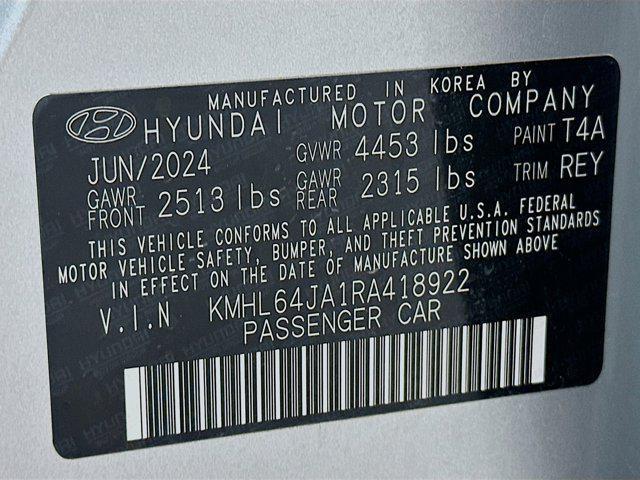 MANUFACTURED IN KOREA BY
HYUNDAI MOTOR COMPANY
JUN/2024 GVWR 4453 lbs PAINT T4A
GAWR FRONT 2513 lbs GAWR REAR 2315 lbs TRIM REY
THIS VEHICLE CONFORMS TO ALL APPLICABLE U.S.A. FEDERAL
MOTOR VEHICLE SAFETY, BUMPER, AND THEFT PREVENTION STANDARDS
IN EFFECT ON THE DATE OF MANUFACTURE SHOWN ABOVE
V.I.N KMHL64JA1RA418922
PASSENGER CAR